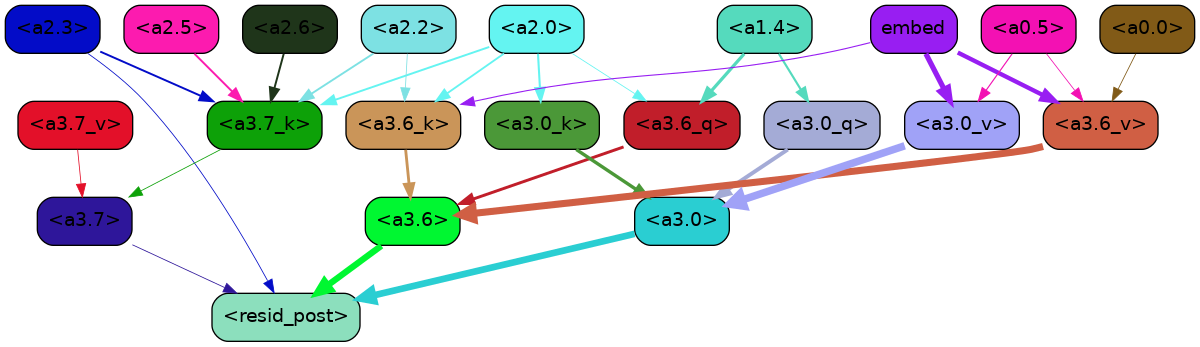 <a2.3>
<a2.5>
<a2.6>
<a2.2>
<a2.0>
<a1.4>
embed
<a0.5>
<a0.0>
<a3.7_v>
<a3.7_k>
<a3.6_k>
<a3.0_k>
<a3.6_q>
<a3.0_q>
<a3.0_v>
<a3.6_v>
<a3.7>
<a3.6>
<a3.0>
<resid_post>